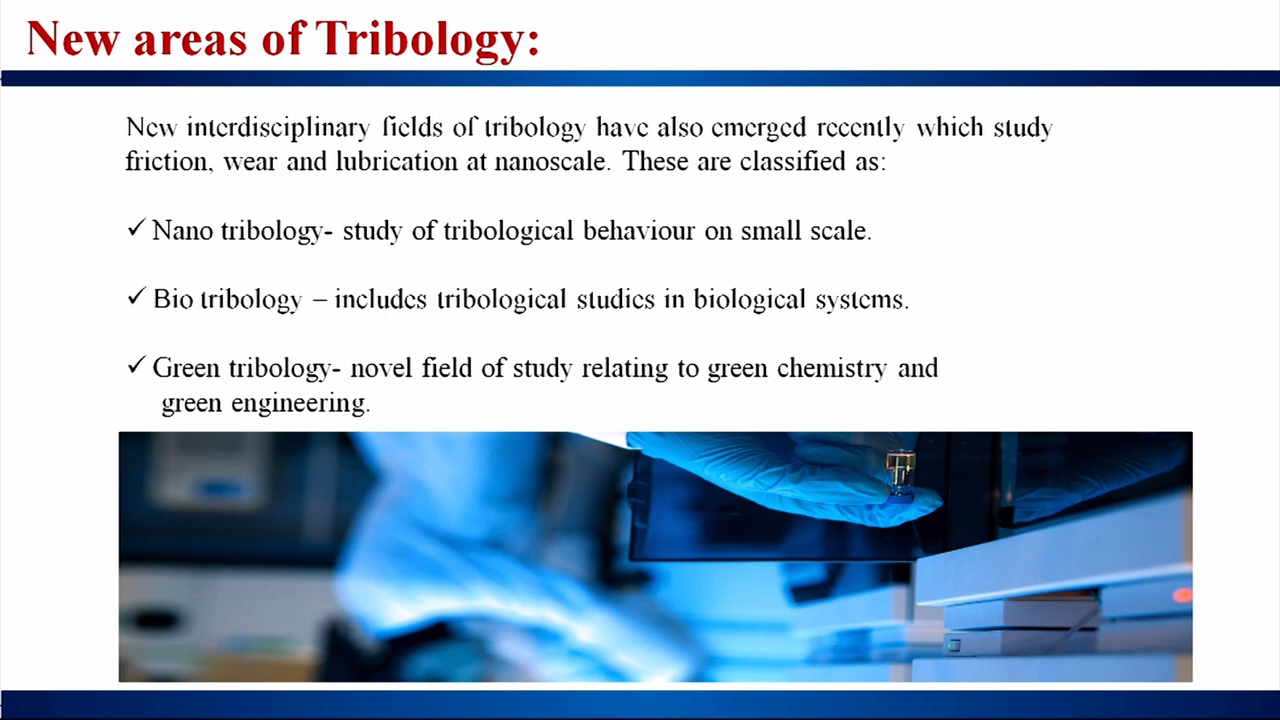 New areas of Tribology:
New interdisciplinary fields of tribology have also emerged recently which study
friction, wear and lubrication at nanoscale. These are classified as:
✓ Nano tribology- study of tribological behaviour on small scale.
✓ Bio tribology – includes tribological studies in biological systems.
✓ Green tribology- novel field of study relating to green chemistry and
green engineering.